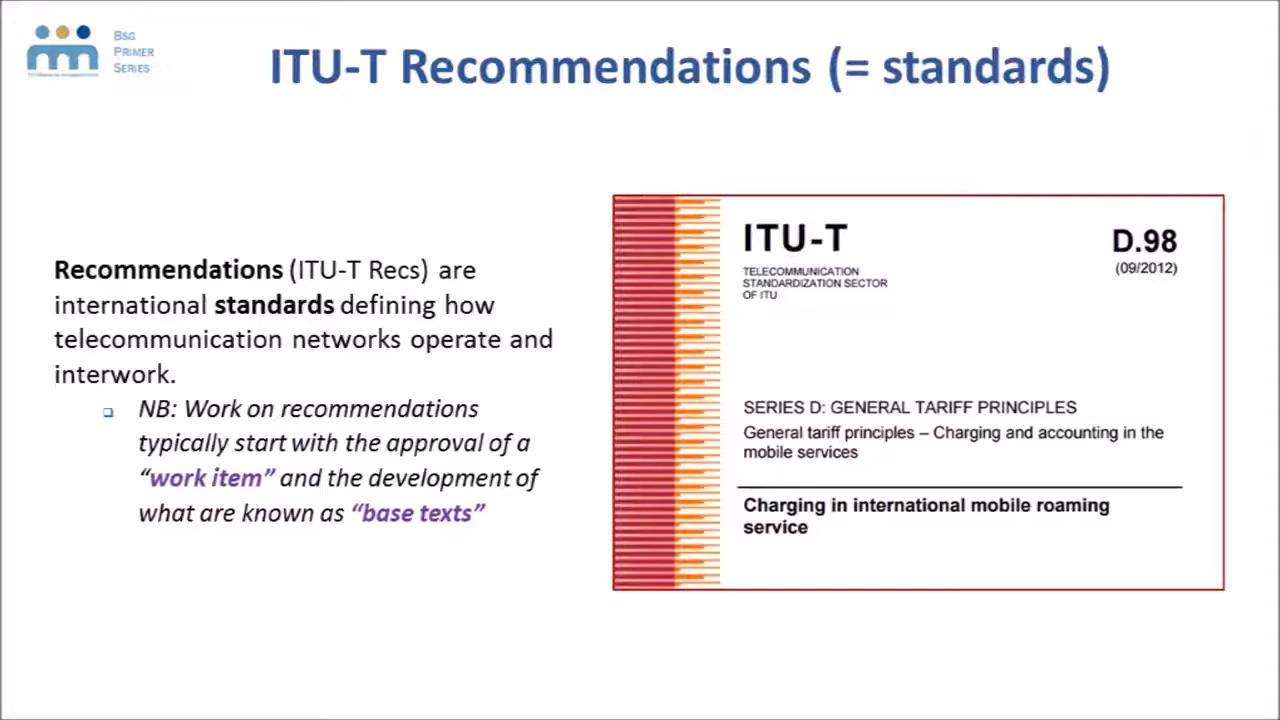 BSG
PRIMER
SERIES
ITU-T Recommendations (= standards)
Recommendations (ITU-T Recs) are
international standards defining how
telecommunication networks operate and
interwork.
NB: Work on recommendations
typically start with the approval of a
“work item” and the development of
what are known as “base texts”
ITU-T
D.98
TELECOMMUNICATION
STANDARDIZATION SECTOR
OF ITU
(09/2012)
SERIES D: GENERAL TARIFF PRINCIPLES
General tariff principles – Charging and accounting in the
mobile services
Charging in international mobile roaming
service